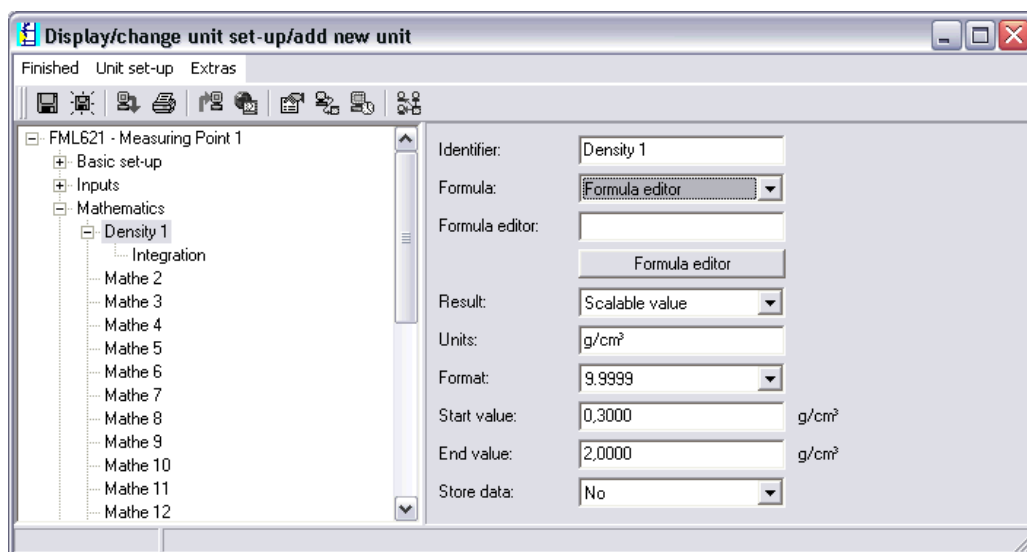 Display/change unit set-up/add new unit
Finished Unit set-up Extras
FML621 - Measuring Point 1
Basic set-up
Inputs
Mathematics
Density 1
Integration
Mathe 2
Mathe 3
Mathe 4
Mathe 5
Mathe 6
Mathe 7
Mathe 8
Mathe 9
Mathe 10
Mathe 11
Mathe 12
Identifier: Density 1
Formula: Formula editor
Formula editor:
Formula editor
Result: Scalable value
Units: g/cm³
Format: 9.9999
Start value: 0,3000 g/cm³
End value: 2,0000 g/cm³
Store data: No